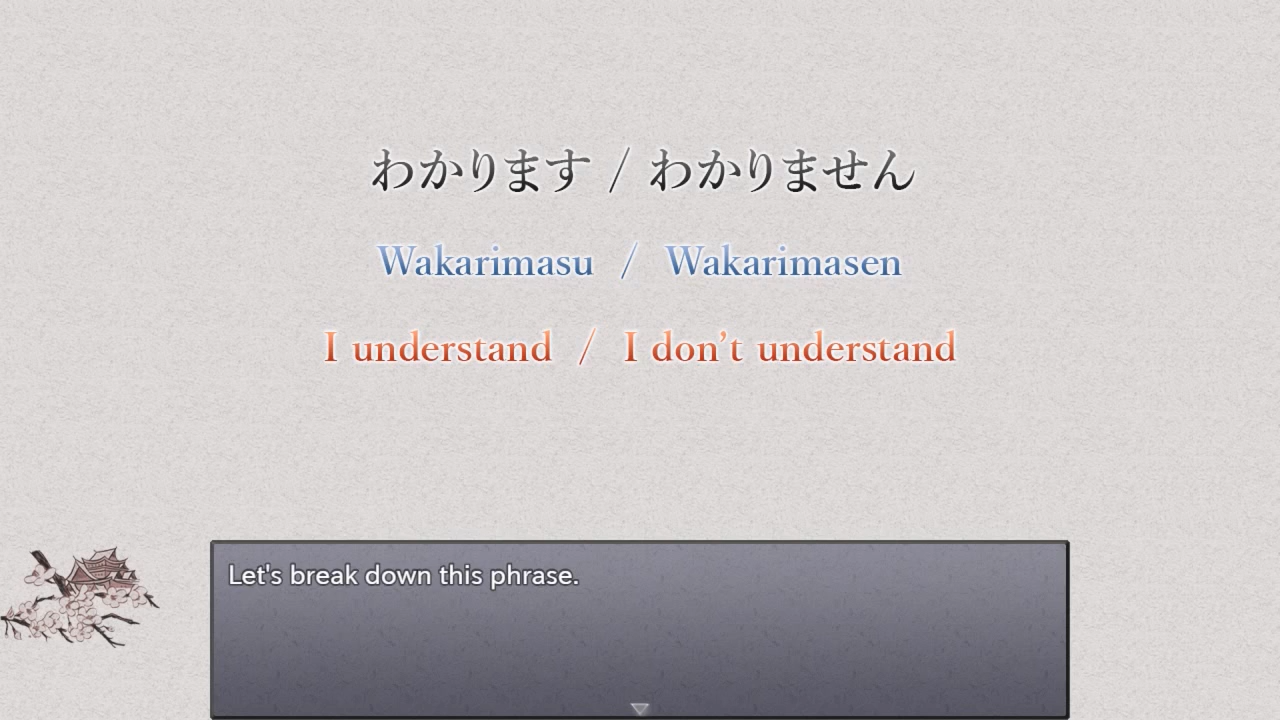 わかります / わかりません
Wakarimasu / Wakarimasen
I understand / I don't understand
Let's break down this phrase.